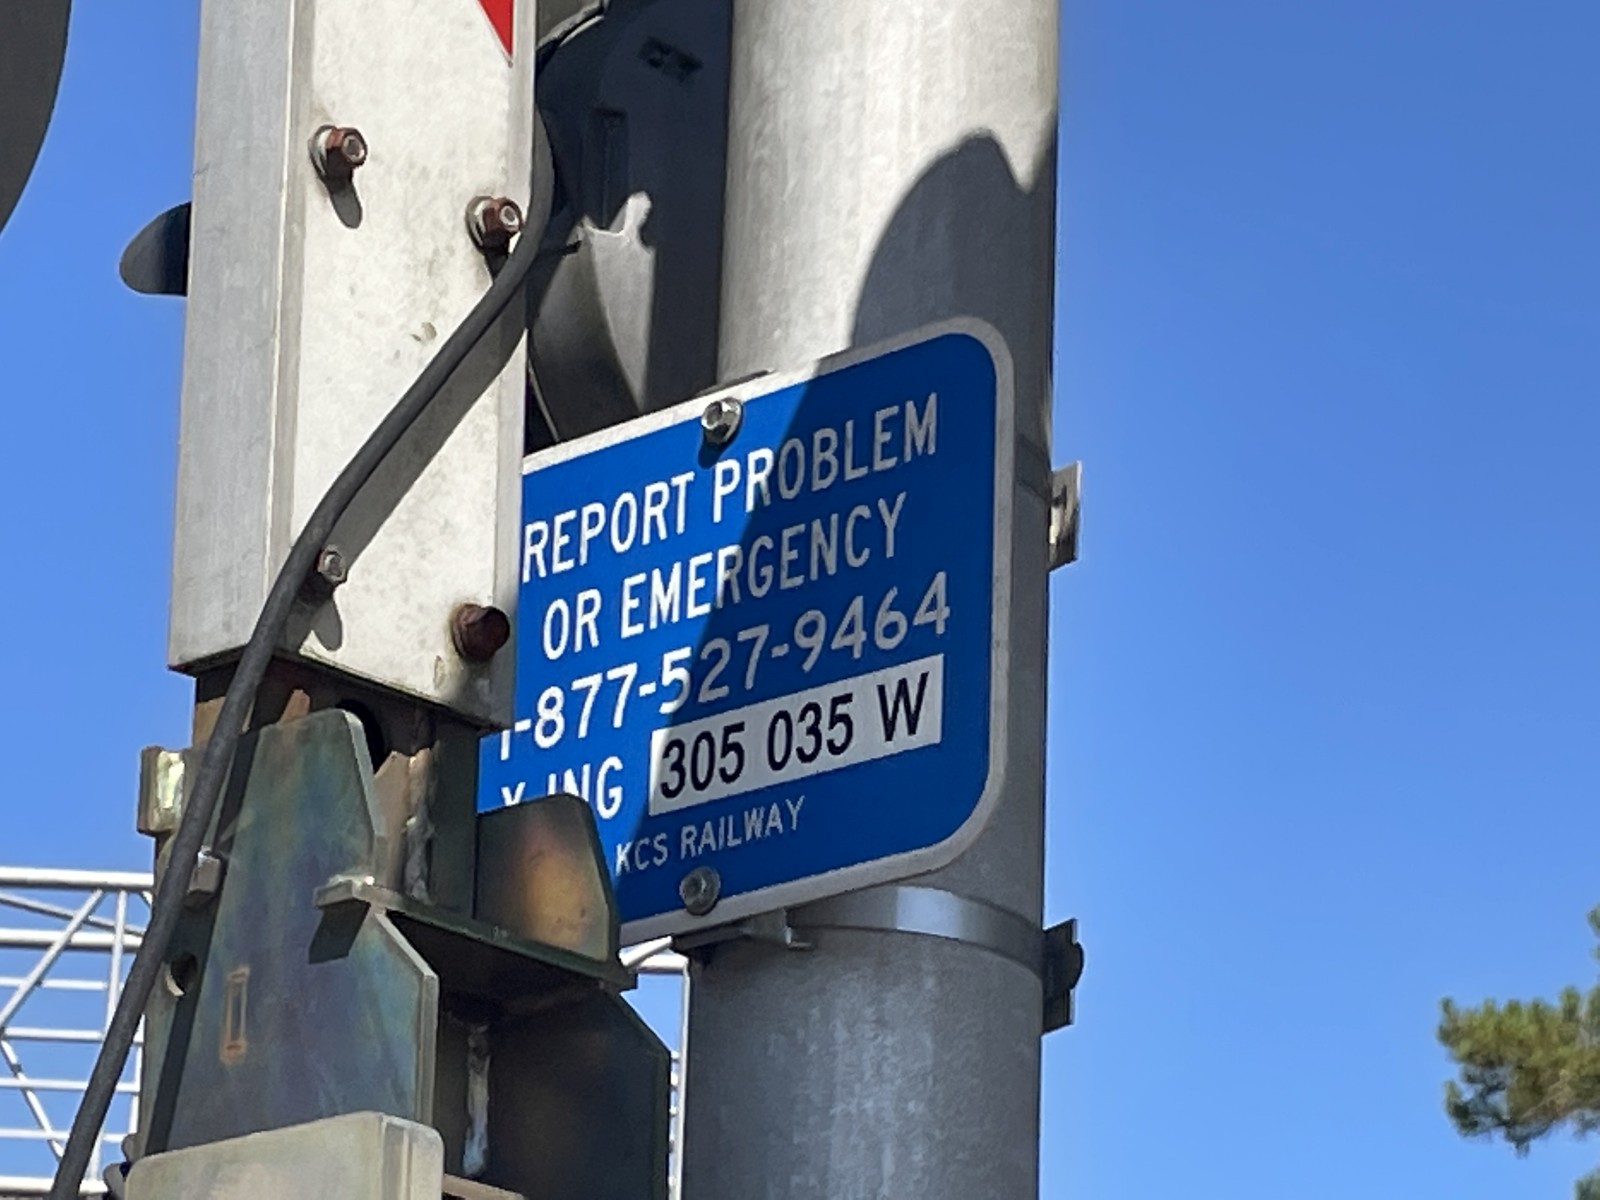 REPORT PROBLEM
OR EMERGENCY
1-877-527-9464
X-ING 305 035 W
KCS RAILWAY